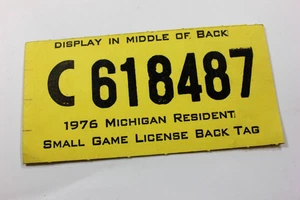 DISPLAY IN MIDDLE OF BACK
C 618487
1976 MICHIGAN RESIDENT
SMALL GAME LICENSE BACK TAG